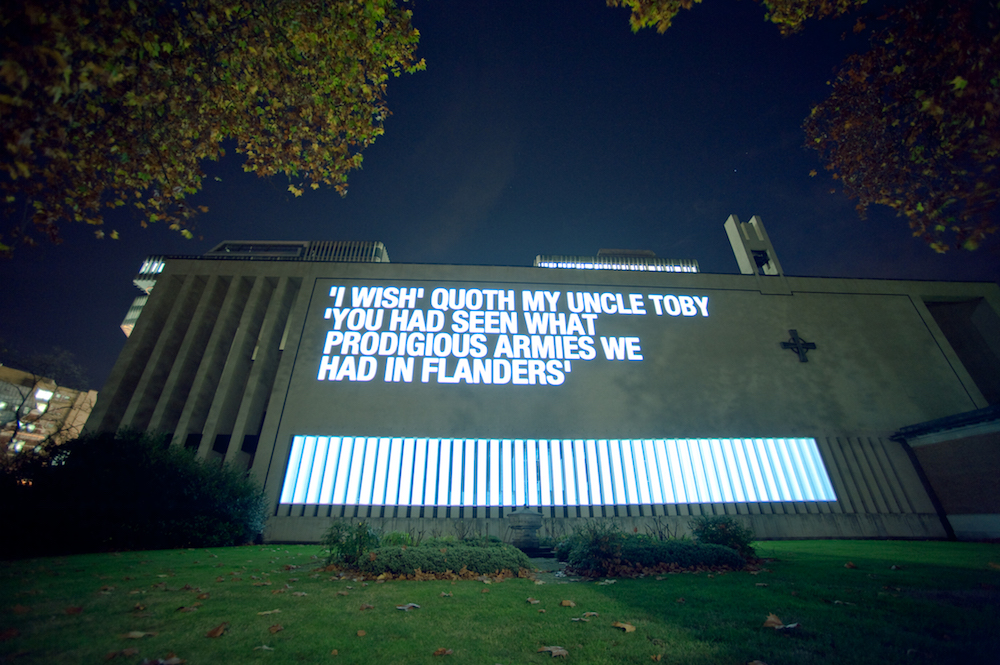 'I WISH' QUOTH MY UNCLE TOBY
'YOU HAD SEEN WHAT
PRODIGIOUS ARMIES WE
HAD IN FLANDERS'